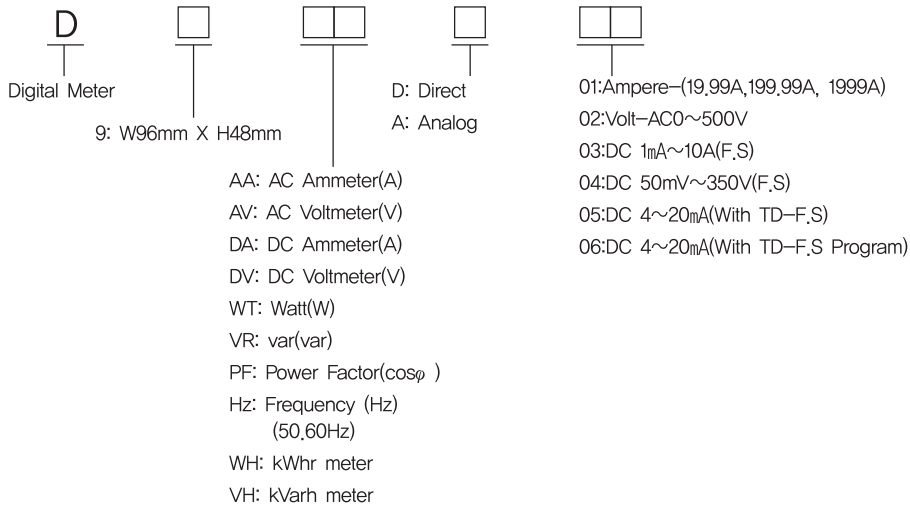 D
Digital Meter
9: W96mm X H48mm
AA: AC Ammeter(A)
AV: AC Voltmeter(V)
DA: DC Ammeter(A)
DV: DC Voltmeter(V)
WT: Watt(W)
VR: var(var)
PF: Power Factor(cosφ )
Hz: Frequency (Hz)
(50.60Hz)
WH: kWhr meter
VH: kVarh meter
D: Direct
A: Analog
01:Ampere-(19.99A,199.99A, 1999A)
02:Volt-AC0~500V
03:DC 1㎃~10A(F.S)
04:DC 50mV~350V(F.S)
05:DC 4~20㎃(With TD-F.S)
06:DC 4~20㎃(With TD-F.S Program)